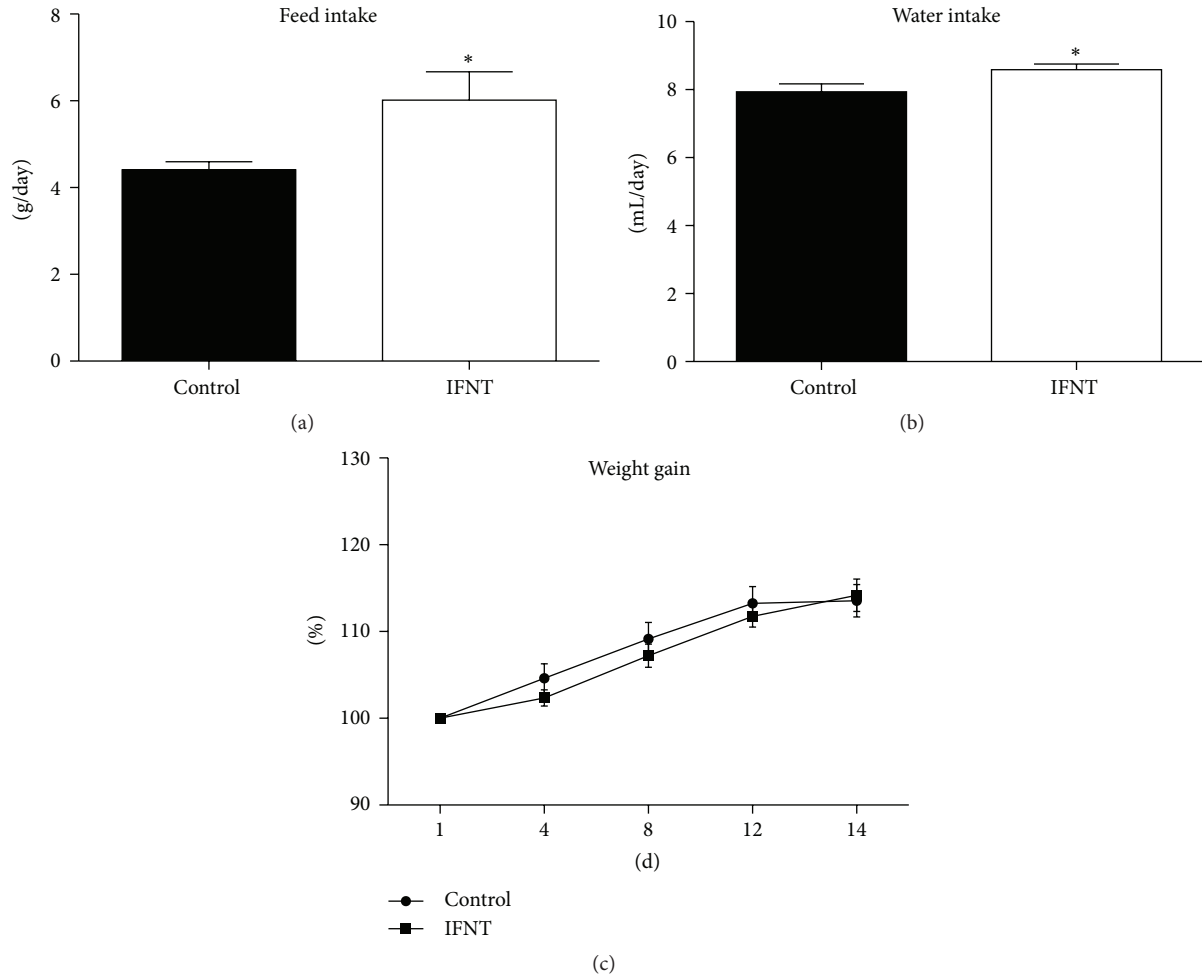 Feed intake
8
6
4
2
0
(g/day)
*
Control
IFNT
(a)
Water intake
10
8
6
4
2
0
(mL/day)
*
Control
IFNT
(b)
Weight gain
130
120
110
100
90
(%)
1 4 8 12 14
(d)
Control
IFNT
(c)